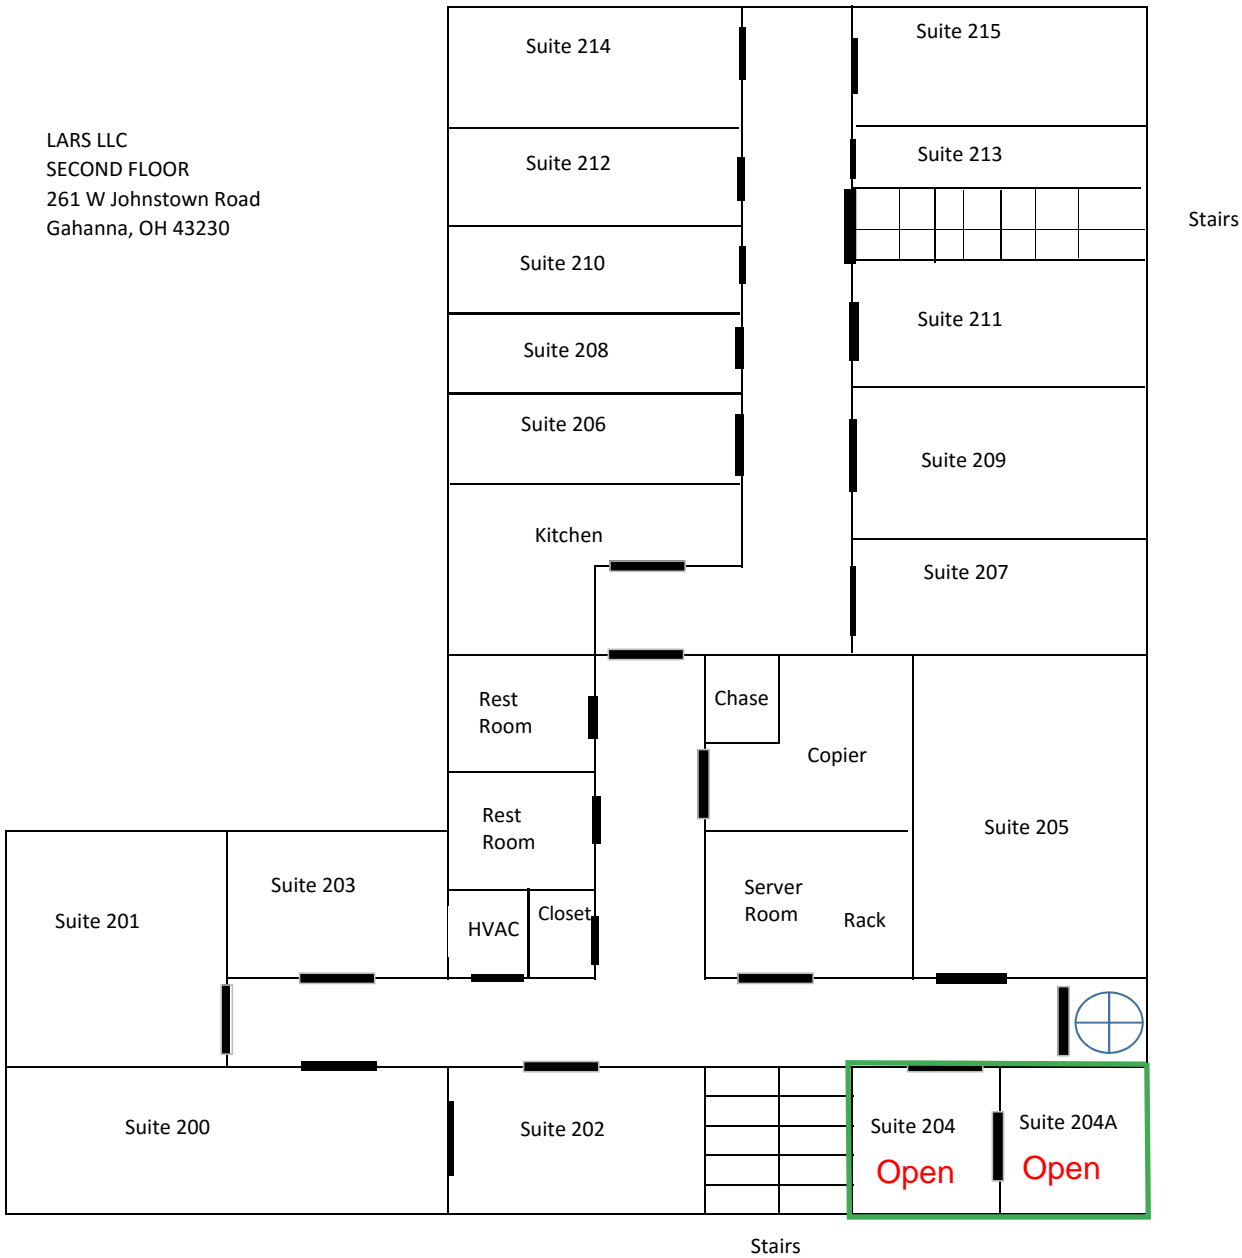 Suite 214
Suite 215
LARS LLC
SECOND FLOOR
261 W Johnstown Road
Gahanna, OH 43230
Suite 212
Suite 213
Stairs
Suite 210
Suite 211
Suite 208
Suite 206
Suite 209
Kitchen
Suite 207
Rest
Room
Chase
Copier
Rest
Room
Suite 205
Suite 203
Suite 201
HVAC
Closet
Server
Room
Rack
Suite 200
Suite 202
Suite 204
Open
Suite 204A
Open
Stairs